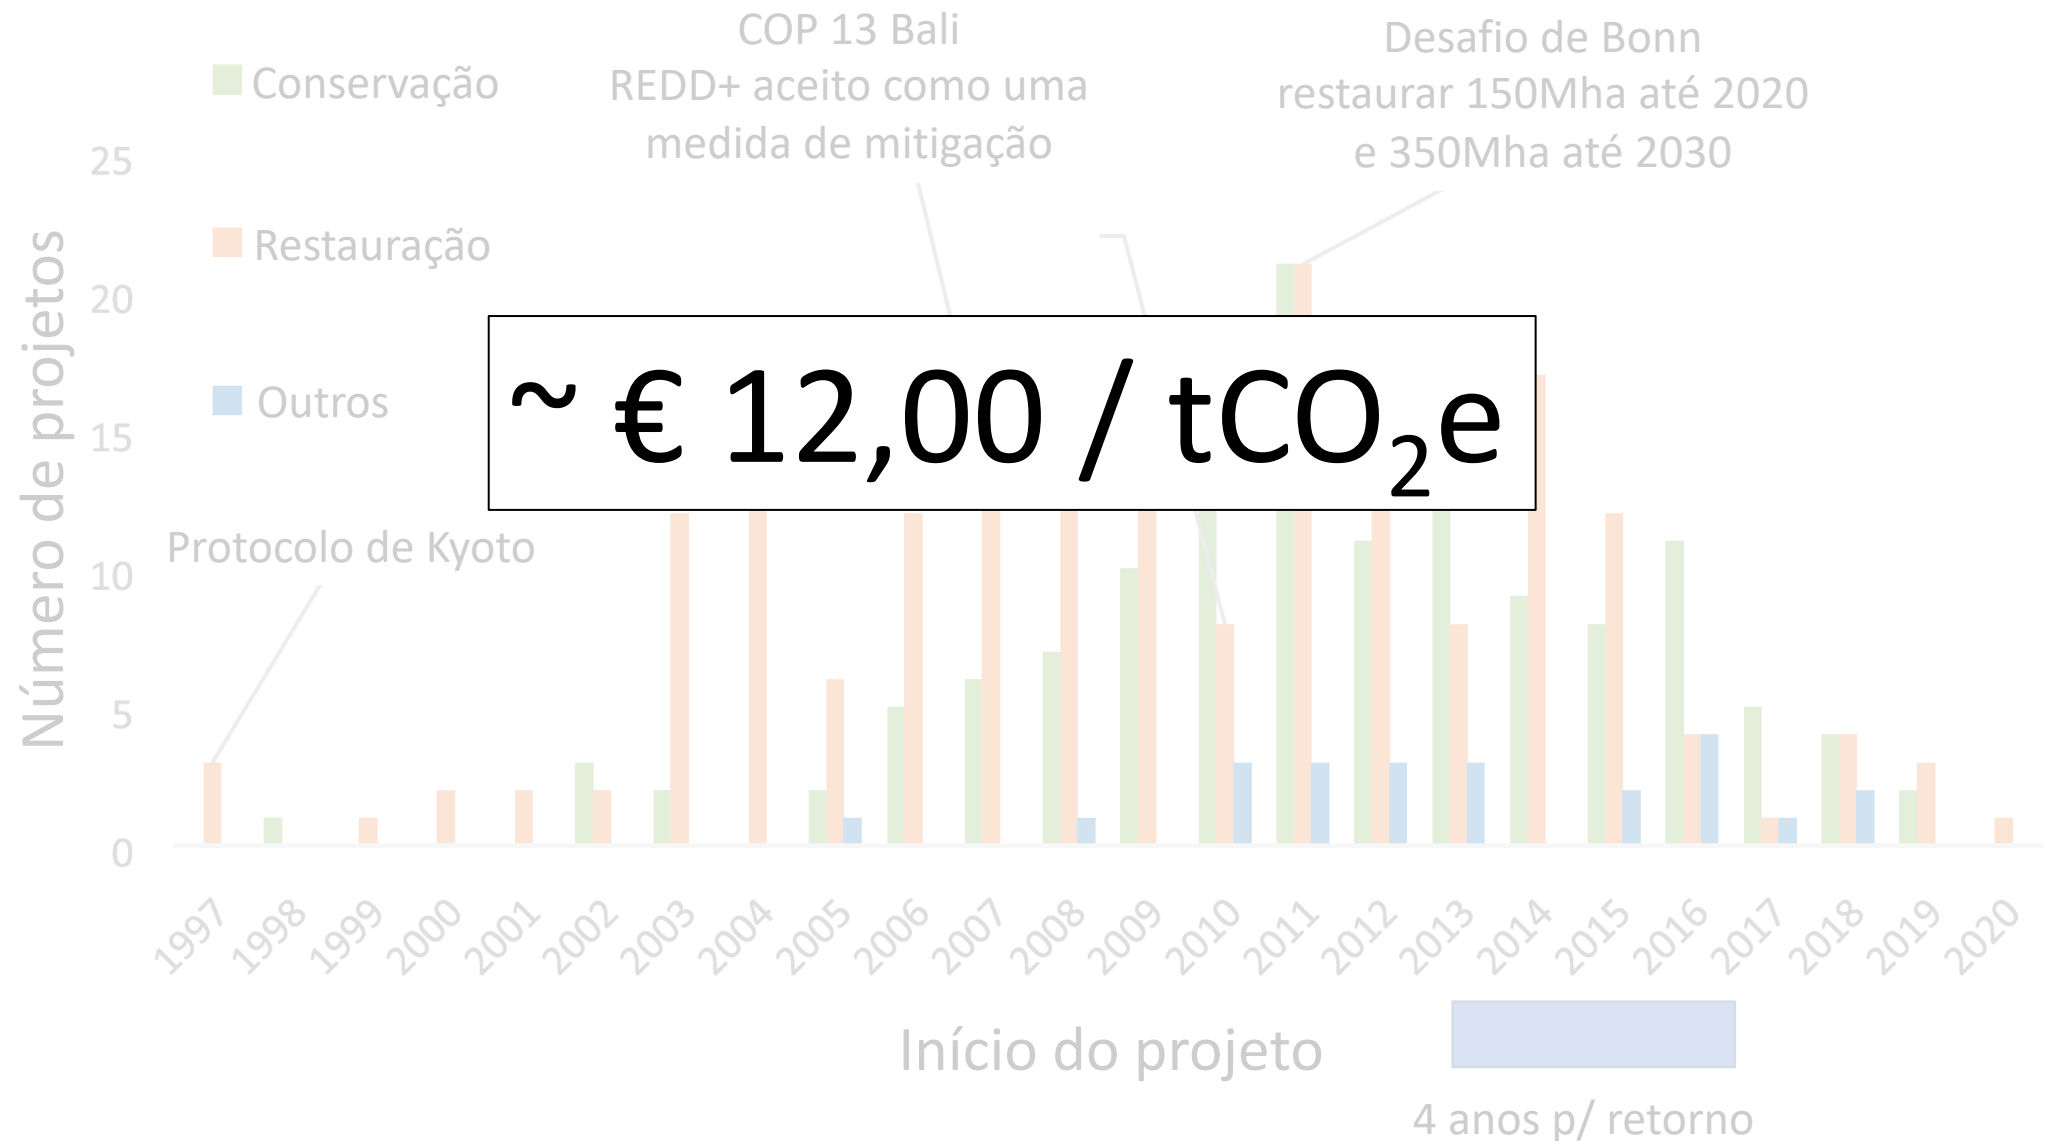 COP 13 Bali
REDD+ aceito como uma
medida de mitigação
Desafio de Bonn
restaurar 150Mha até 2020
e 350Mha até 2030
Conservação
Restauração
Outros
Número de projetos
25
20
15
10
5
0
~ € 12,00 / tCO₂e
Protocolo de Kyoto
1997
1998
1999
2000
2001
2002
2003
2004
2005
2006
2007
2008
2009
2010
2011
2012
2013
2014
2015
2016
2017
2018
2019
2020
Início do projeto
4 anos p/ retorno